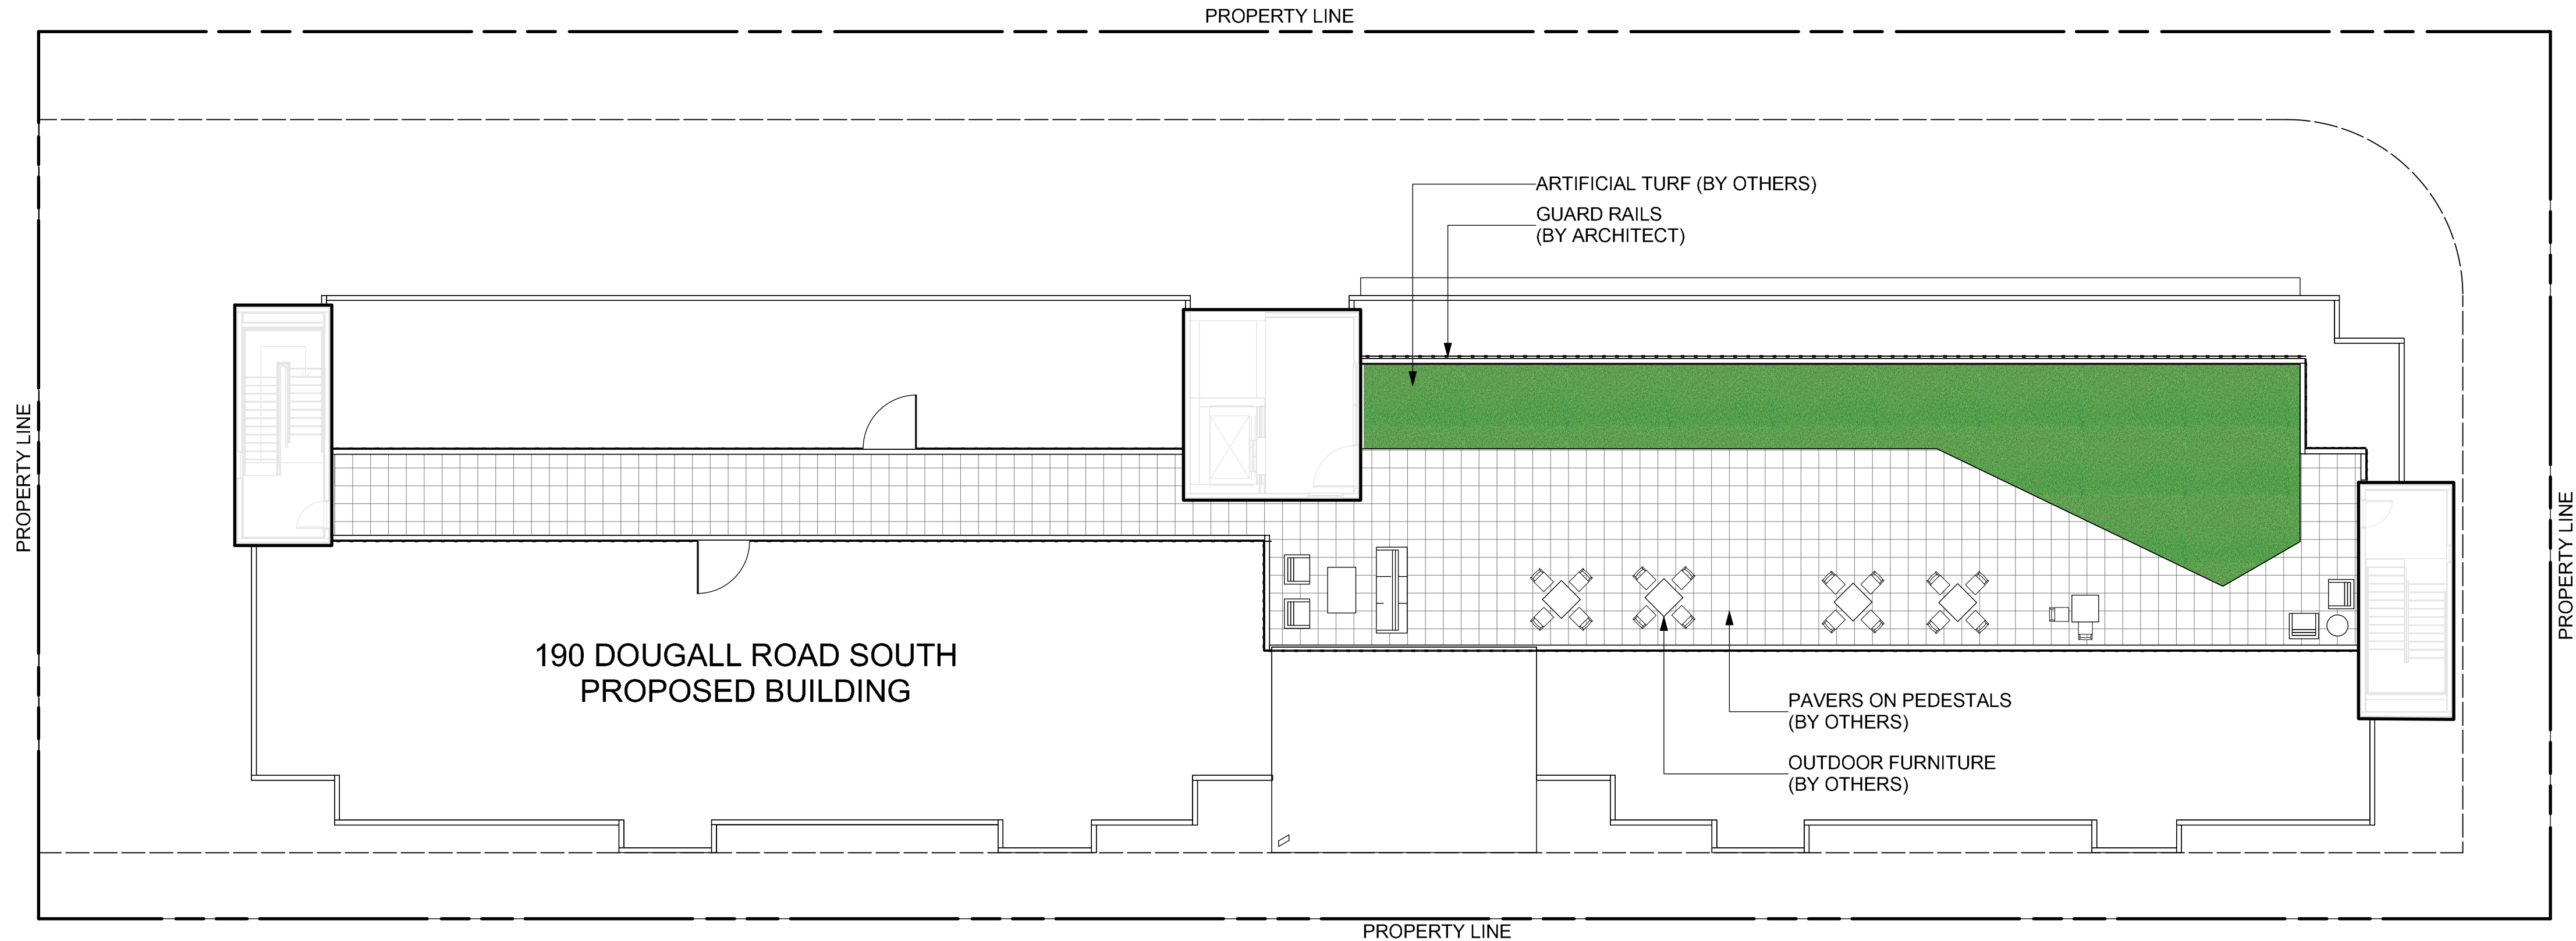 PROPERTY LINE
ARTIFICIAL TURF (BY OTHERS)
GUARD RAILS
(BY ARCHITECT)
PROPERTY LINE
PROPERTY LINE
190 DOUGALL ROAD SOUTH
PROPOSED BUILDING
PAVERS ON PEDESTALS
(BY OTHERS)
OUTDOOR FURNITURE
(BY OTHERS)
PROPERTY LINE